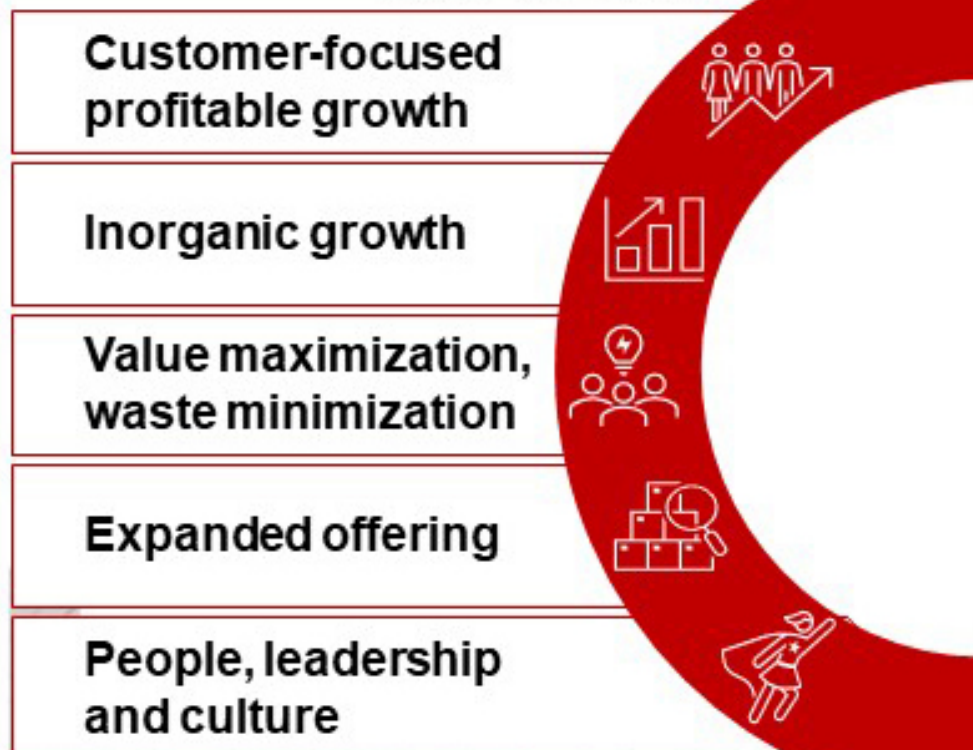 Customer-focused
profitable growth
Inorganic growth
Value maximization,
waste minimization
Expanded offering
People, leadership
and culture